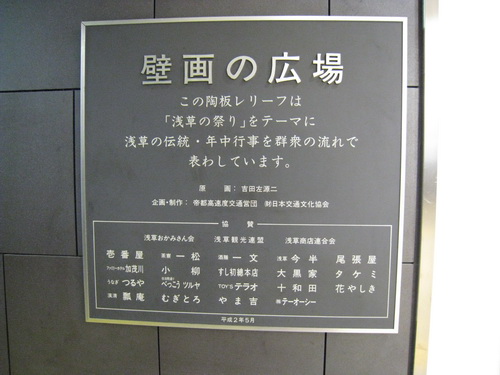 壁画の広場
この陶板レリーフは
「浅草の祭り」をテーマに
浅草の伝統・年中行事を群衆の流れで
表わしています。
原 画：吉田左源二
企画・制作：帝都高速度交通営団 ㈶日本交通文化協会
協賛
浅草おかみさん会 浅草観光連盟 浅草商店連合会
壱番屋 一松 一文 浅草 今半 尾張屋
加茂川 小柳 すし初総本店 大黒家 タケミ
うなぎ つるや べっこう ツルヤ TOY'S テラオ 十和田 花やしき
瓢庵 むぎとろ やま吉 ㈱テーオーシー
平成2年5月